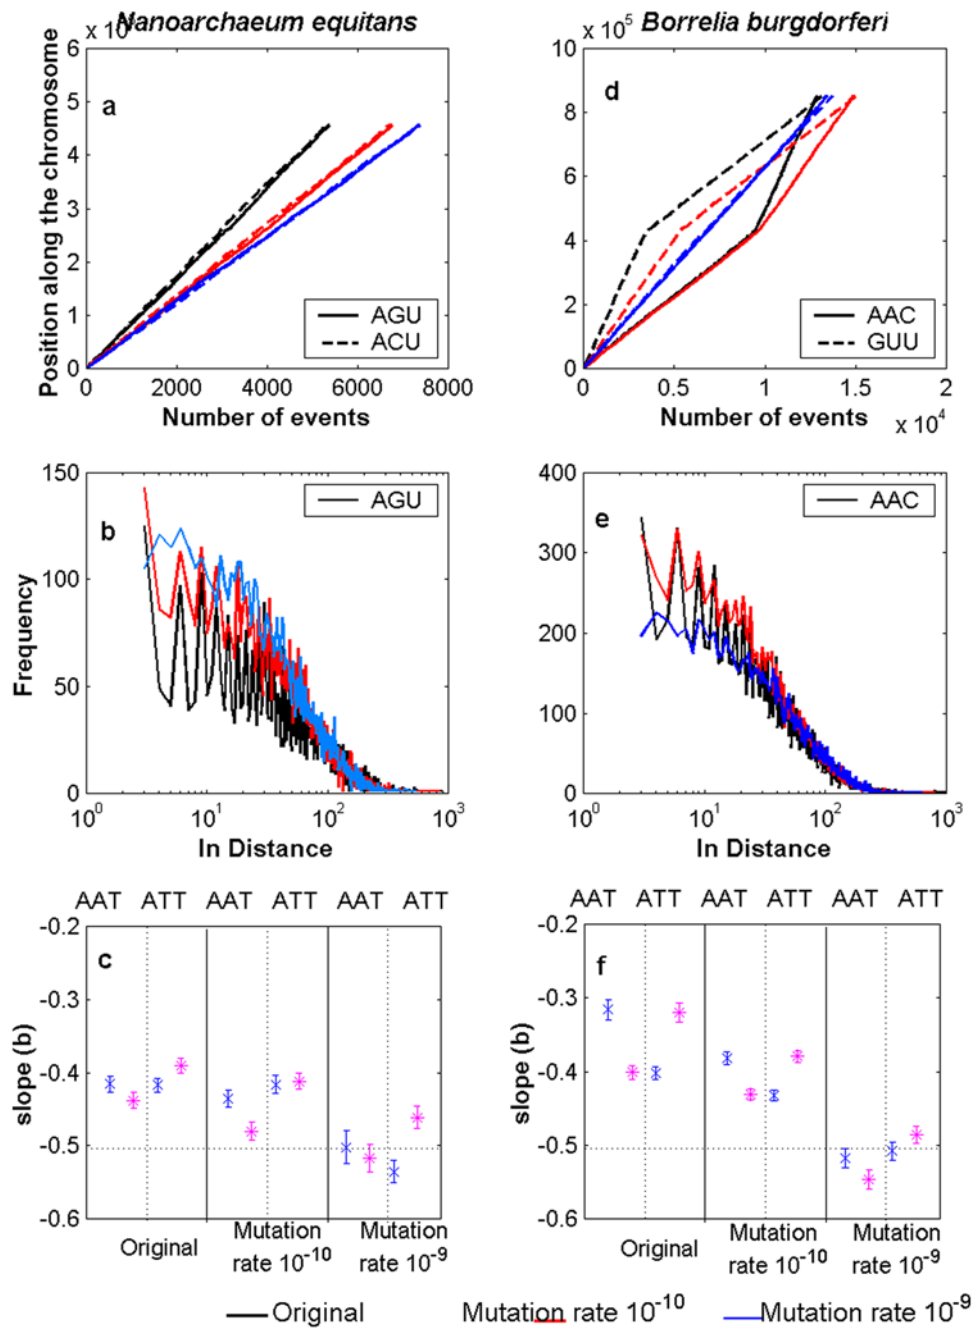 Nanoarchaeum equitans
Borrelia burgdorferi
x 10
x 10^5
Position along the chromosome
6
5
4
3
2
1
0
a
AGU
ACU
0 2000 4000 6000 8000
Number of events
10
8
6
4
2
0
d
AAC
GUU
0 0.5 1 1.5 2
Number of events
x 10^4
Frequency
150
100
50
0
b
AGU
10^0 10^1 10^2 10^3
ln Distance
400
300
200
100
0
e
AAC
10^0 10^1 10^2 10^3
ln Distance
AAT ATT AAT ATT AAT ATT
slope (b)
-0.2
-0.3
-0.4
-0.5
-0.6
c
Original
Mutation rate 10^-10
Mutation rate 10^-9
AAT ATT AAT ATT AAT ATT
slope (b)
-0.2
-0.3
-0.4
-0.5
-0.6
f
Original
Mutation rate 10^-10
Mutation rate 10^-9
Original Mutation rate 10^-10 Mutation rate 10^-9